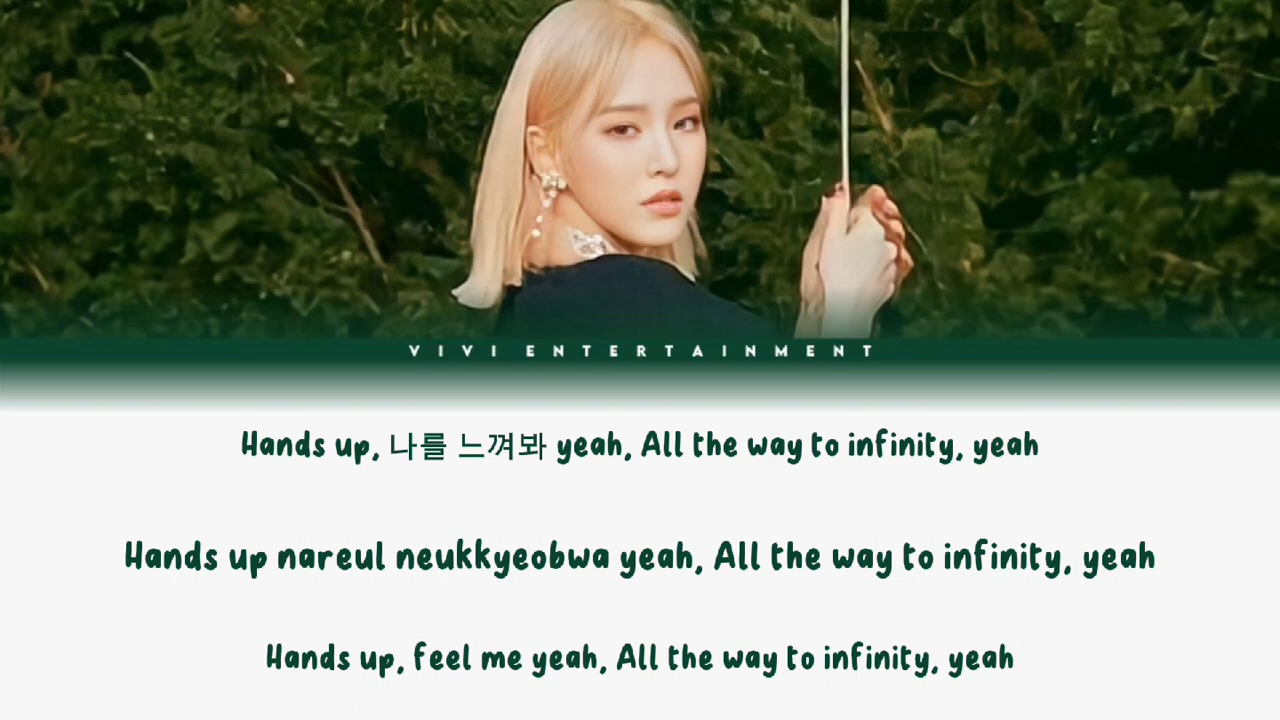 VIVI ENTERTAINMENT
Hands up, 나를 느껴봐 yeah, All the way to infinity, yeah
Hands up nareul neukkyeobwa yeah, All the way to infinity, yeah
Hands up, feel me yeah, All the way to infinity, yeah